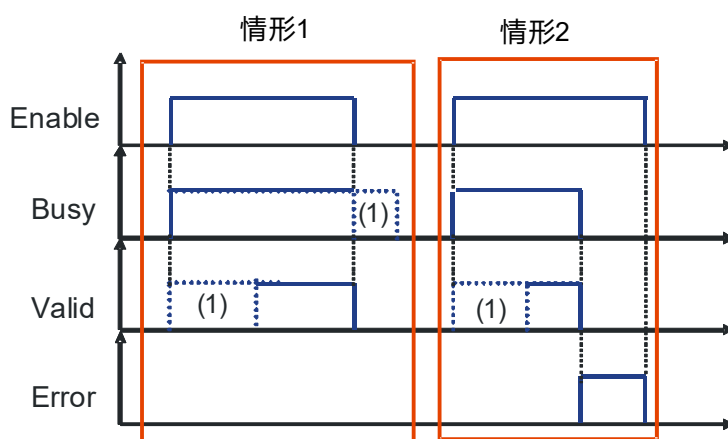 情形1
情形2
Enable
Busy
(1)
Valid
(1)
(1)
Error